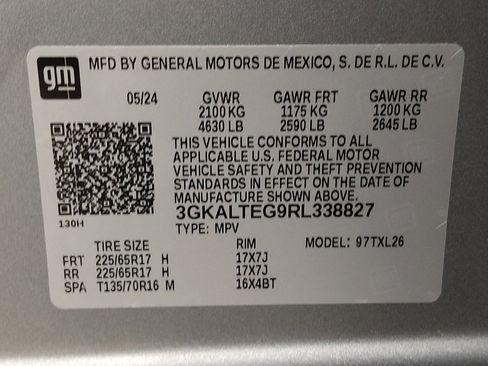 gm MFD BY GENERAL MOTORS DE MEXICO, S. DE R.L. DE C.V.
05/24 GVWR GAWR FRT GAWR RR
2100 KG 1175 KG 1200 KG
4630 LB 2590 LB 2645 LB
THIS VEHICLE CONFORMS TO ALL
APPLICABLE U.S. FEDERAL MOTOR
VEHICLE SAFETY AND THEFT PREVENTION
STANDARDS IN EFFECT ON THE DATE OF
MANUFACTURE SHOWN ABOVE.
3GKALTEG9RL338827
130H
TYPE: MPV
TIRE SIZE RIM MODEL: 97TXL26
FRT 225/65R17 H 17X7J
RR 225/65R17 H 17X7J
SPA T135/70R16 M 16X4BT